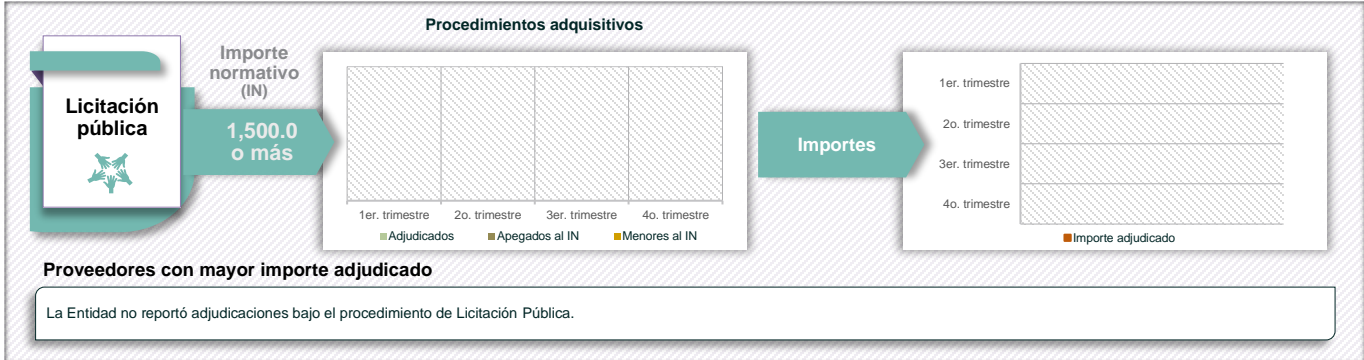 Procedimientos adquisitivos
Licitación
pública
Importe
normativo
(IN)
1,500.0
o más
1er. trimestre 2o. trimestre 3er. trimestre 4o. trimestre
Adjudicados Apegados al IN Menores al IN
Importes
1er. trimestre
2o. trimestre
3er. trimestre
4o. trimestre
Importe adjudicado
Proveedores con mayor importe adjudicado
La Entidad no reportó adjudicaciones bajo el procedimiento de Licitación Pública.